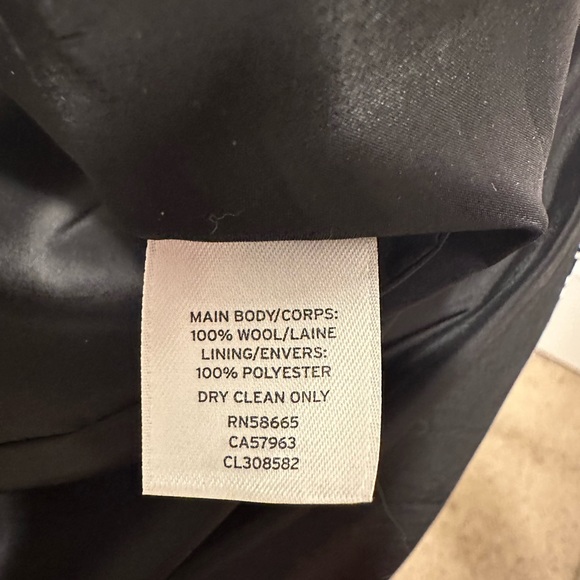 MAIN BODY/CORPS:
100% WOOL/LAINE
LINING/ENVERS:
100% POLYESTER
DRY CLEAN ONLY
RN58665
CA57963
CL308582